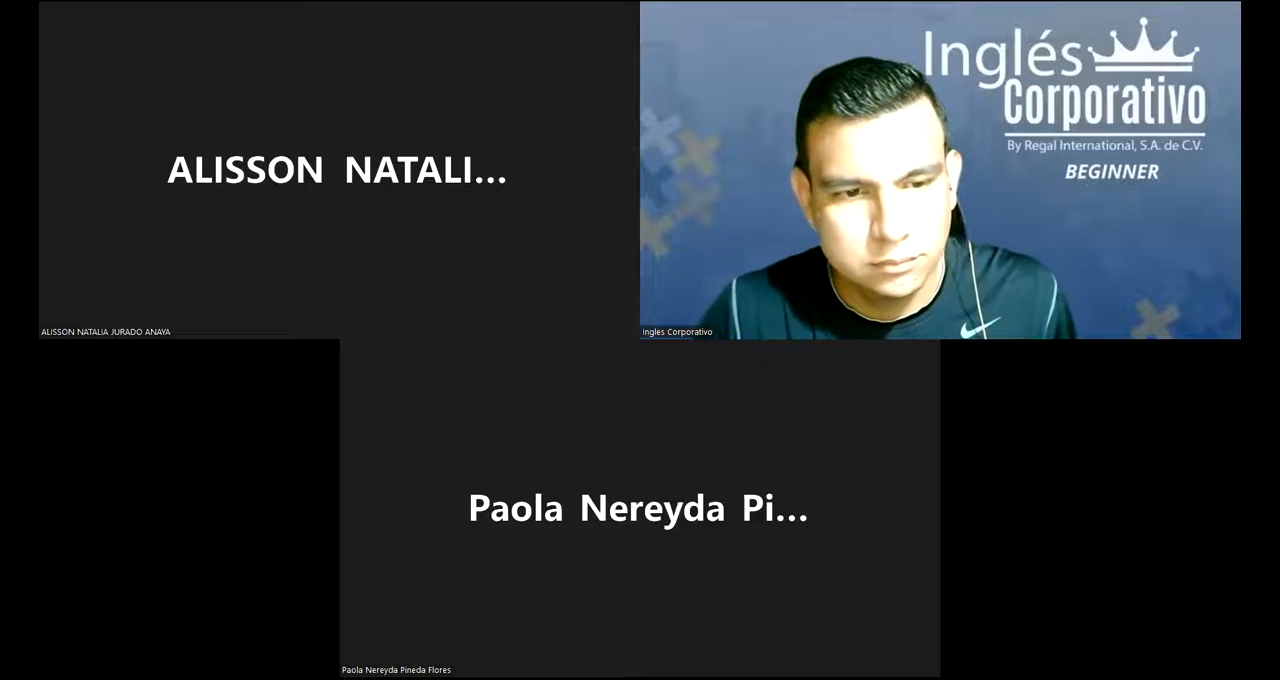 ALISSON NATALI...
ALISSON NATALIA JURADO ANAYA
Inglés
Corporativo
By Regal International, S.A. de C.V.
BEGINNER
Ingles Corporativo
Paola Nereyda Pi...
Paola Nereyda Pineda Flores